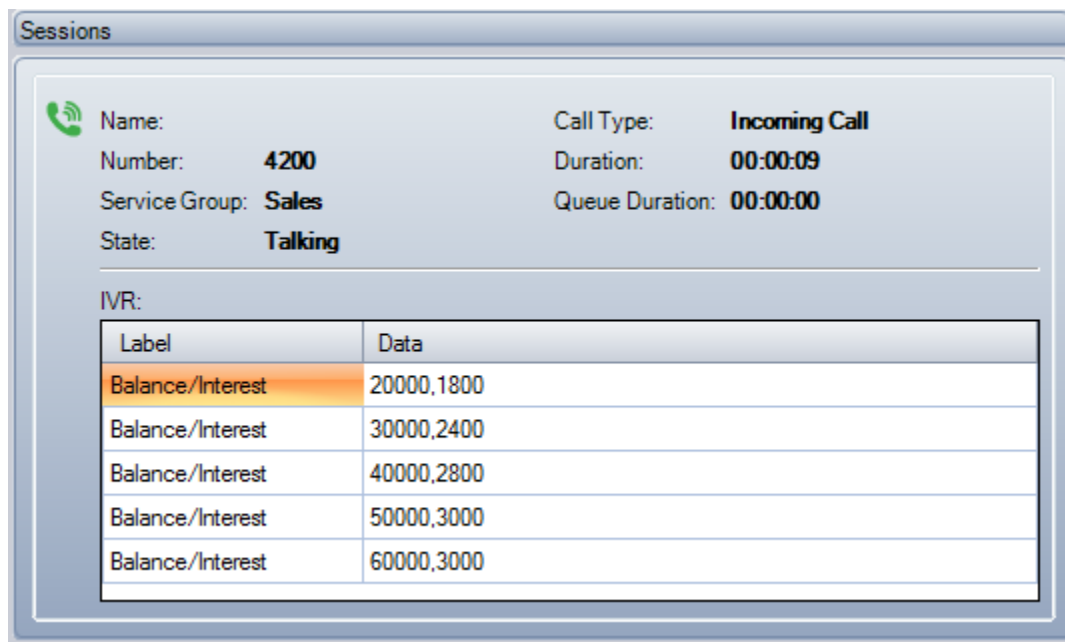 Sessions
Name: Call Type: Incoming Call
Number: 4200 Duration: 00:00:09
Service Group: Sales Queue Duration: 00:00:00
State: Talking
IVR:
Label Data
Balance/Interest 20000,1800
Balance/Interest 30000,2400
Balance/Interest 40000,2800
Balance/Interest 50000,3000
Balance/Interest 60000,3000